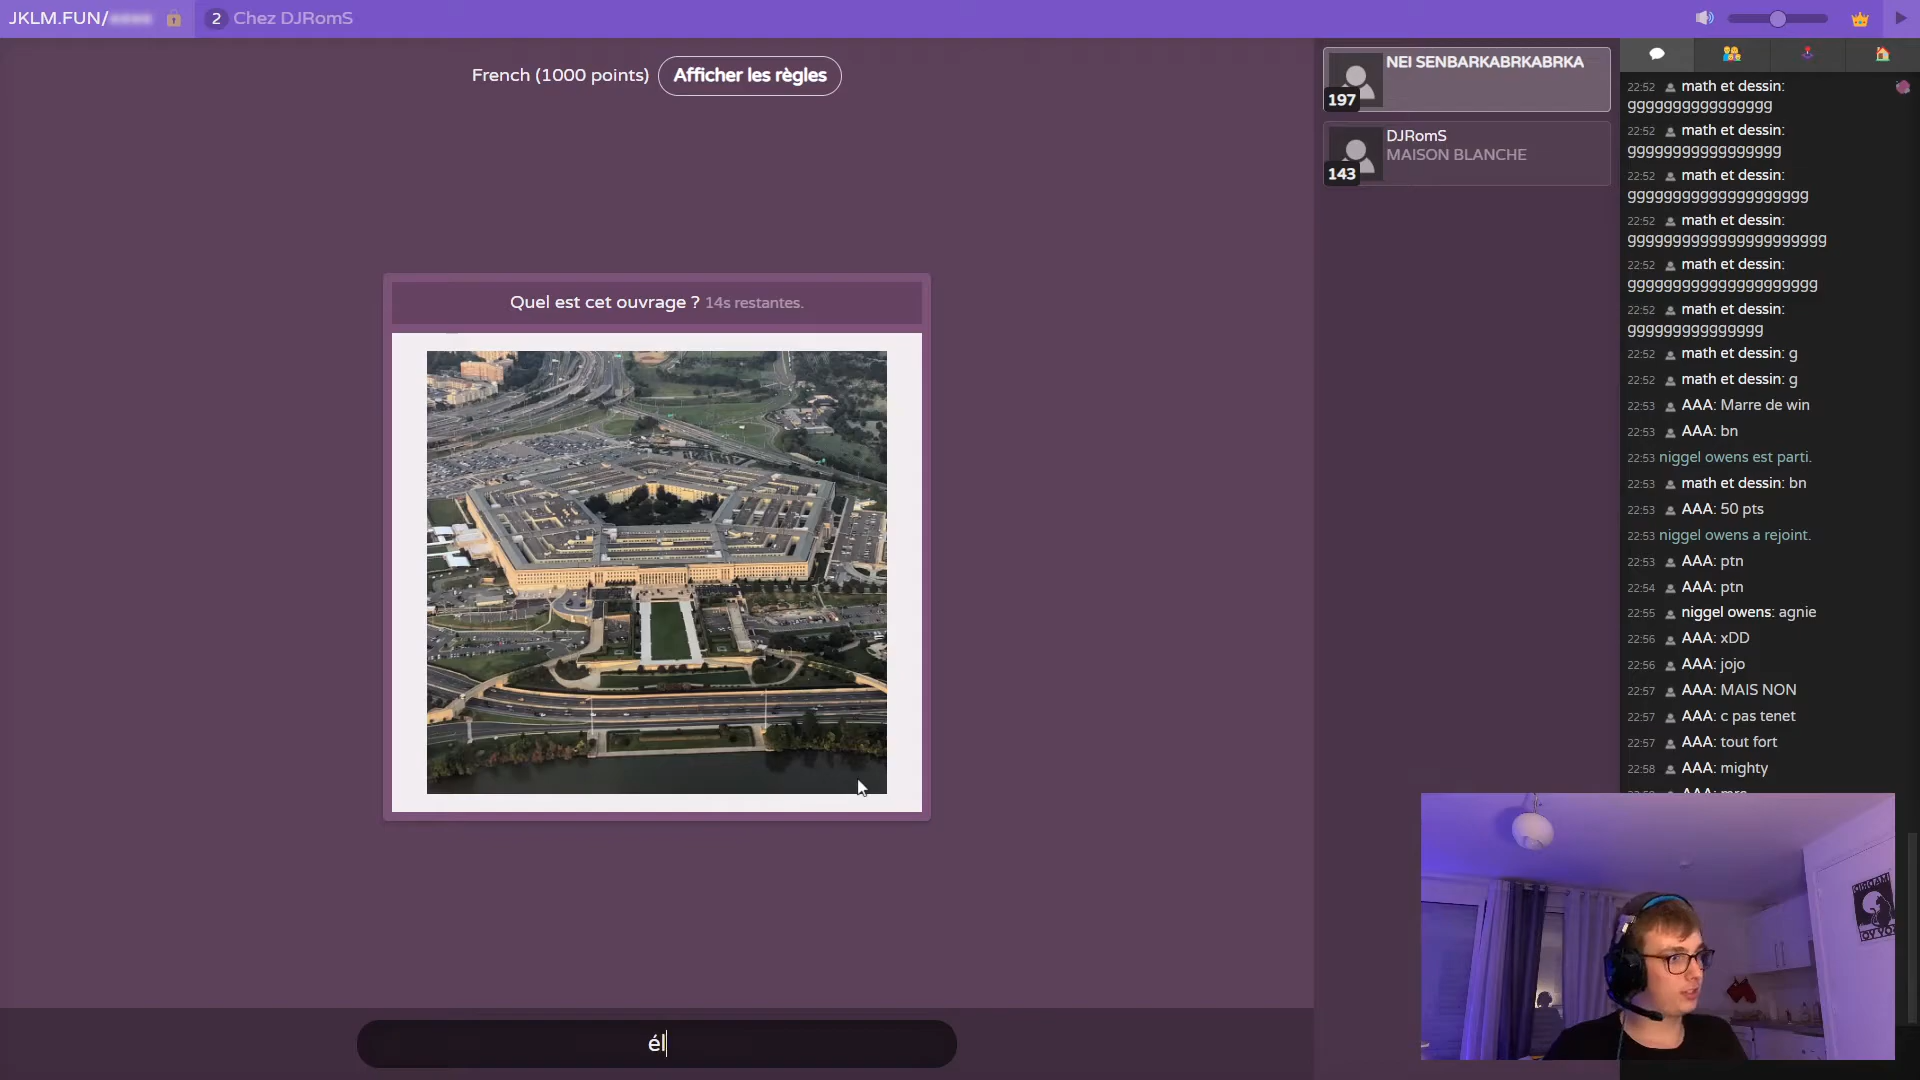 JKLM.FUN/
2 Chez DJRomS
French (1000 points) Afficher les règles
Quel est cet ouvrage ? 14s restantes.
él
NEI SENBARKABRKABRKA
197
DJRomS
MAISON BLANCHE
143
22:52 math et dessin:
gggggggggggggggg
22:52 math et dessin:
ggggggggggggggggg
22:52 math et dessin:
gggggggggggggggggggg
22:52 math et dessin:
gggggggggggggggggggggg
22:52 math et dessin:
ggggggggggggggggggggg
22:52 math et dessin:
ggggggggggggggg
22:52 math et dessin: g
22:52 math et dessin: g
22:53 AAA: Marre de win
22:53 AAA: bn
22:53 niggel owens est parti.
22:53 math et dessin: bn
22:53 AAA: 50 pts
22:53 niggel owens a rejoint.
22:53 AAA: ptn
22:54 AAA: ptn
22:55 niggel owens: agnie
22:56 AAA: xDD
22:56 AAA: jojo
22:57 AAA: MAIS NON
22:57 AAA: c pas tenet
22:57 AAA: tout fort
22:58 AAA: mighty